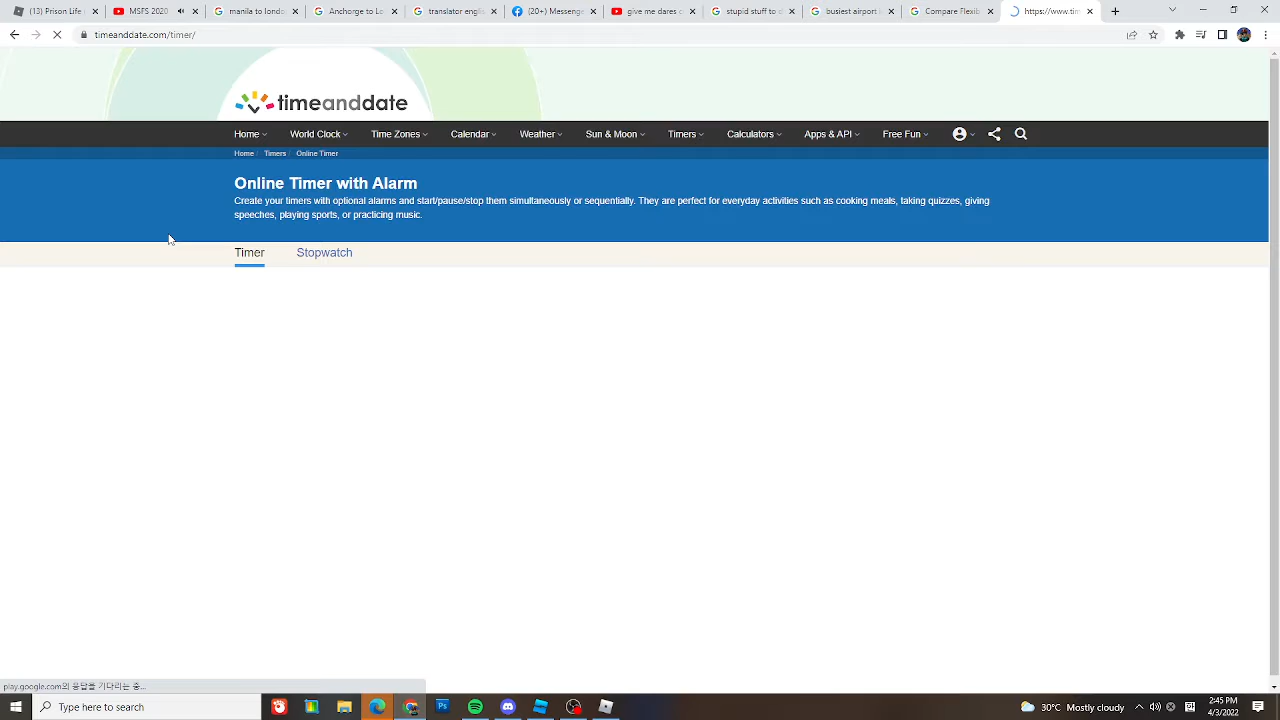 (13) Prison Life
MSFS 2020
manila to londo
Anchorge to Lo
translator englis
(20+) Messenge
give me dares c
stupid stuff to d
busiest airport i
Compare Flexib
https://www.tim
timeanddate.com/timer/
timeanddate
Home
World Clock
Time Zones
Calendar
Weather
Sun & Moon
Timers
Calculators
Apps & API
Free Fun
Home
Timers
Online Timer
Online Timer with Alarm
Create your timers with optional alarms and start/pause/stop them simultaneously or sequentially. They are perfect for everyday activities such as cooking meals, taking quizzes, giving
speeches, playing sports, or practicing music.
Timer
Stopwatch
play.google.com의 응답을 기다리는 중...
Type here to search
30°C Mostly cloudy
2:45 PM
4/3/2022